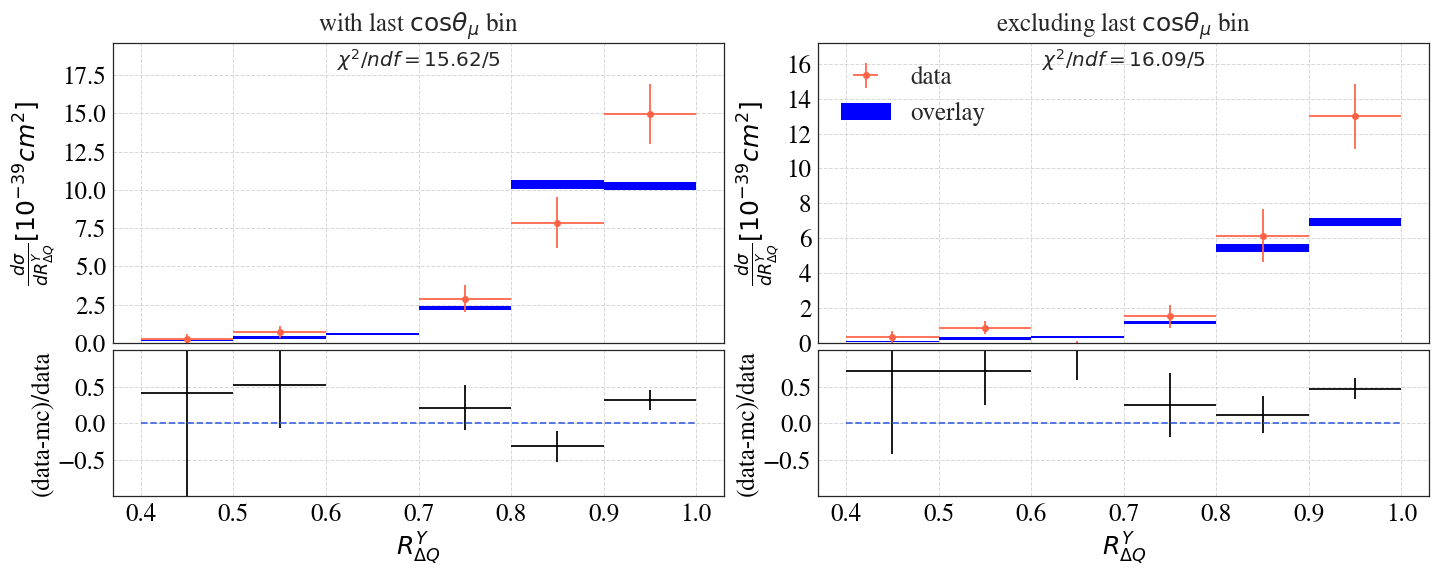 with last cosθμ bin
χ²/ndf = 15.62/5
dσ/dR^Y_ΔQ [10⁻³⁹cm²]
17.5
15.0
12.5
10.0
7.5
5.0
2.5
0.0
(data-mc)/data
0.5
0.0
−0.5
0.4 0.5 0.6 0.7 0.8 0.9 1.0
R^Y_ΔQ
excluding last cosθμ bin
χ²/ndf = 16.09/5
data
overlay
dσ/dR^Y_ΔQ [10⁻³⁹cm²]
16
14
12
10
8
6
4
2
0
(data-mc)/data
0.5
0.0
−0.5
0.4 0.5 0.6 0.7 0.8 0.9 1.0
R^Y_ΔQ